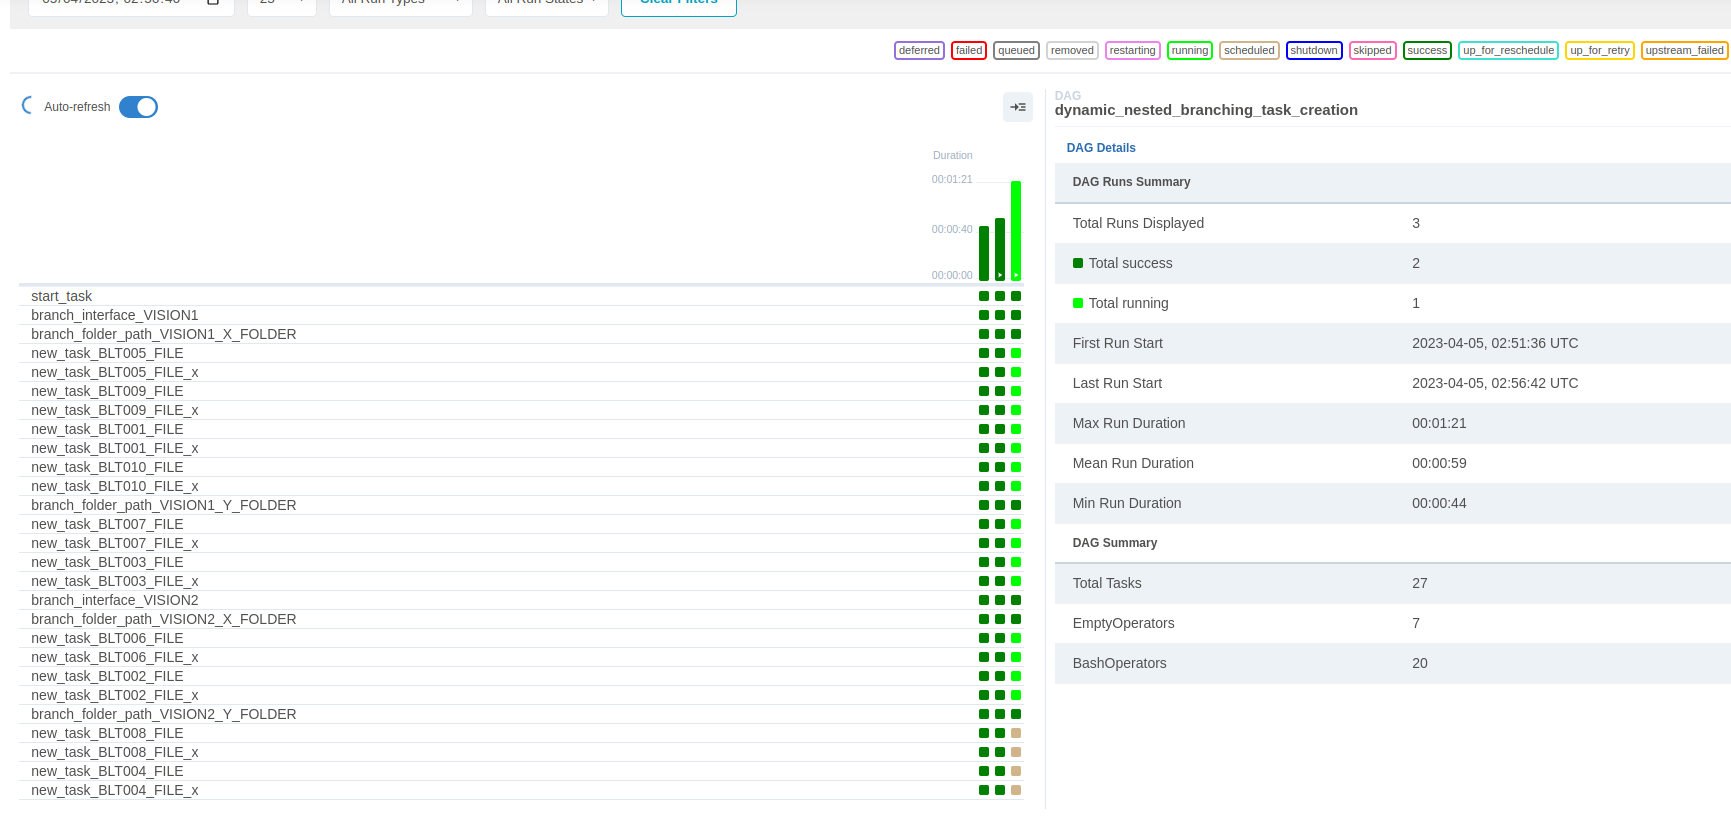 Clear Filters
deferred failed queued removed restarting running scheduled shutdown skipped success up_for_reschedule up_for_retry upstream_failed
Auto-refresh
Duration
00:01:21
00:00:40
00:00:00
start_task
branch_interface_VISION1
branch_folder_path_VISION1_X_FOLDER
new_task_BLT005_FILE
new_task_BLT005_FILE_x
new_task_BLT009_FILE
new_task_BLT009_FILE_x
new_task_BLT001_FILE
new_task_BLT001_FILE_x
new_task_BLT010_FILE
new_task_BLT010_FILE_x
branch_folder_path_VISION1_Y_FOLDER
new_task_BLT007_FILE
new_task_BLT007_FILE_x
new_task_BLT003_FILE
new_task_BLT003_FILE_x
branch_interface_VISION2
branch_folder_path_VISION2_X_FOLDER
new_task_BLT006_FILE
new_task_BLT006_FILE_x
new_task_BLT002_FILE
new_task_BLT002_FILE_x
branch_folder_path_VISION2_Y_FOLDER
new_task_BLT008_FILE
new_task_BLT008_FILE_x
new_task_BLT004_FILE
new_task_BLT004_FILE_x
DAG
dynamic_nested_branching_task_creation
DAG Details
DAG Runs Summary
Total Runs Displayed 3
Total success 2
Total running 1
First Run Start 2023-04-05, 02:51:36 UTC
Last Run Start 2023-04-05, 02:56:42 UTC
Max Run Duration 00:01:21
Mean Run Duration 00:00:59
Min Run Duration 00:00:44
DAG Summary
Total Tasks 27
EmptyOperators 7
BashOperators 20